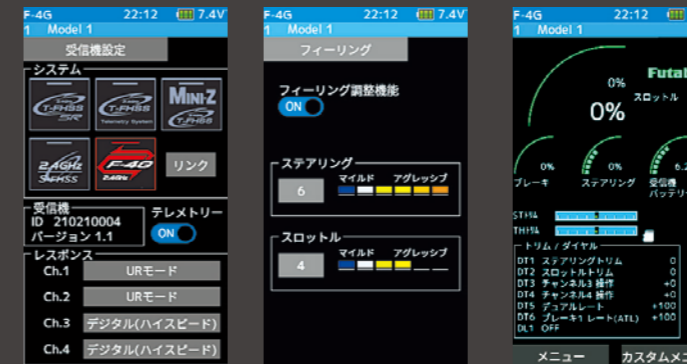 F-4G 22:12 7.4V
1 Model 1
受信機設定
システム
T-FHSS
SR
T-FHSS
Telemetry System
MINI-Z
T-FHSS
2.4GHz
S-FHSS
F-4G
2.4GHz
リンク
受信機
ID 210210004
バージョン 1.1
テレメトリー
ON
レスポンス
Ch.1 URモード
Ch.2 URモード
Ch.3 デジタル(ハイスピード)
Ch.4 デジタル(ハイスピード)
F-4G 22:12 7.4V
1 Model 1
フィーリング
フィーリング調整機能
ON
ステアリング
6 マイルド アグレッシブ
スロットル
4 マイルド アグレッシブ
F-4G 22:12
1 Model 1
Futab
0% スロットル
0%
0% 0% 6.2
ブレーキ ステアリング 受信機
バッテリー
ST
TH
トリム / ダイヤル
DT1 ステアリングトリム 0
DT2 スロットルトリム 0
DT3 チャンネル3 操作 +0
DT4 チャンネル4 操作 +0
DT5 デュアルレート +100
DT6 ブレーキ1 レート(ATL) +100
DL1 OFF
メニュー カスタムメニ